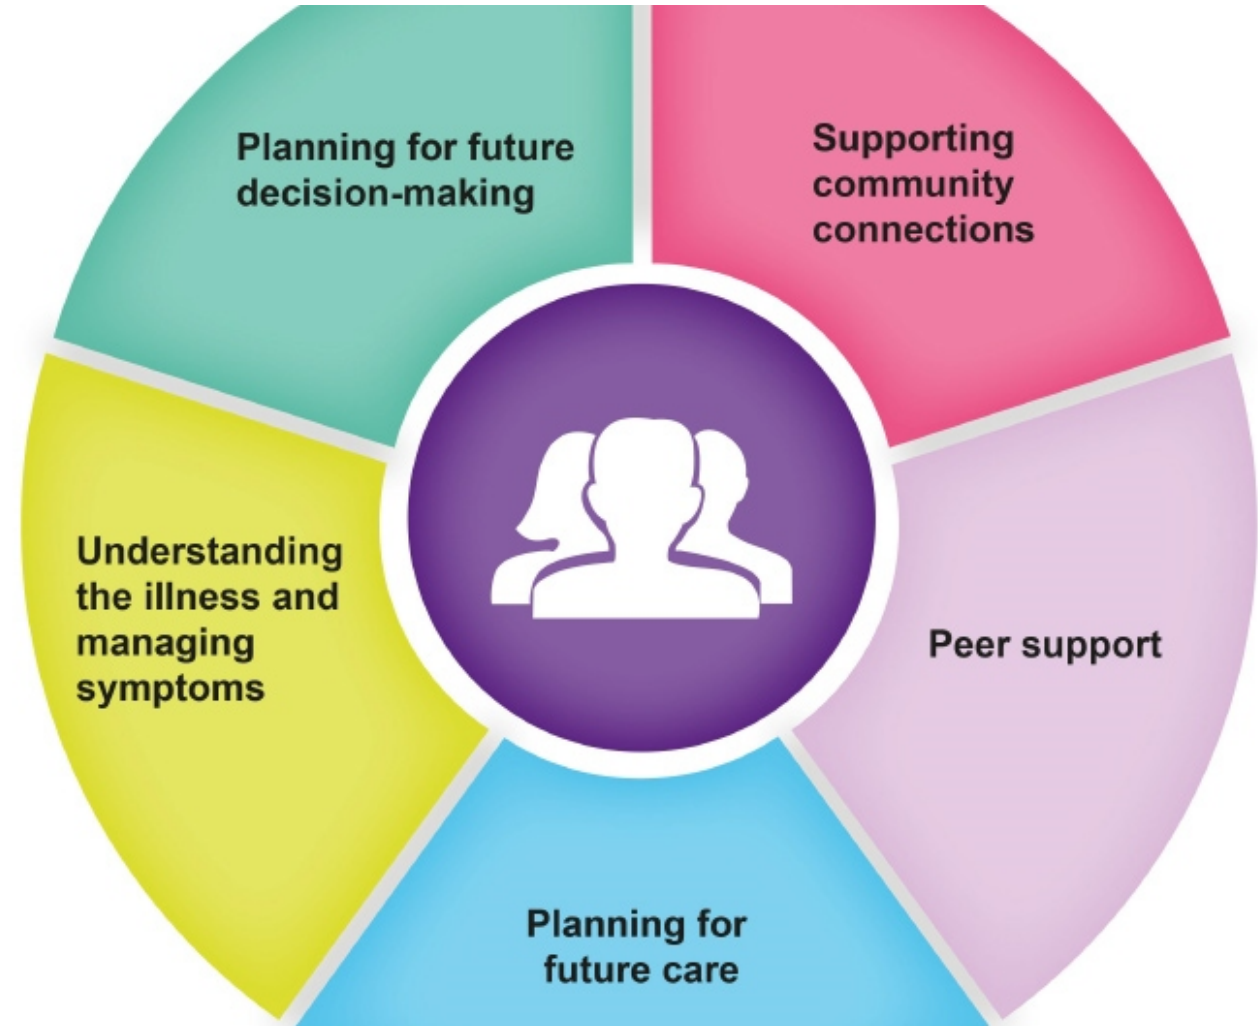 Planning for future
decision-making
Supporting
community
connections
Understanding
the illness and
managing
symptoms
Peer support
Planning for
future care